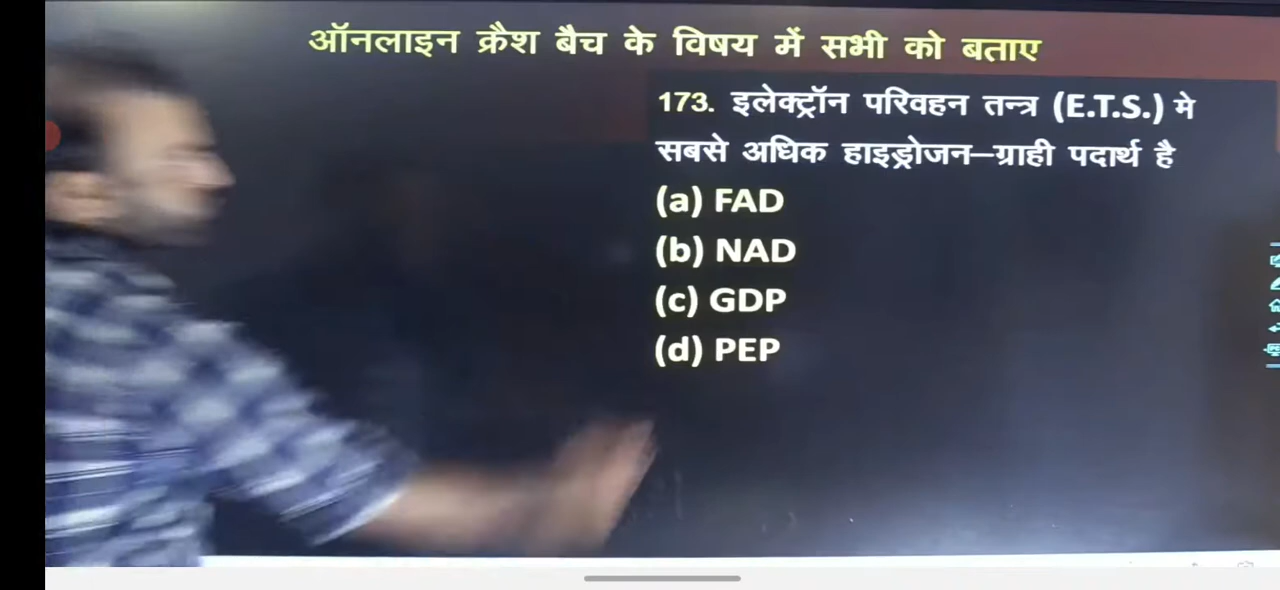 ऑनलाइन क्रैश बैच के विषय में सभी को बताए
173. इलेक्ट्रॉन परिवहन तन्त्र (E.T.S.) मे
सबसे अधिक हाइड्रोजन–ग्राही पदार्थ है
(a) FAD
(b) NAD
(c) GDP
(d) PEP